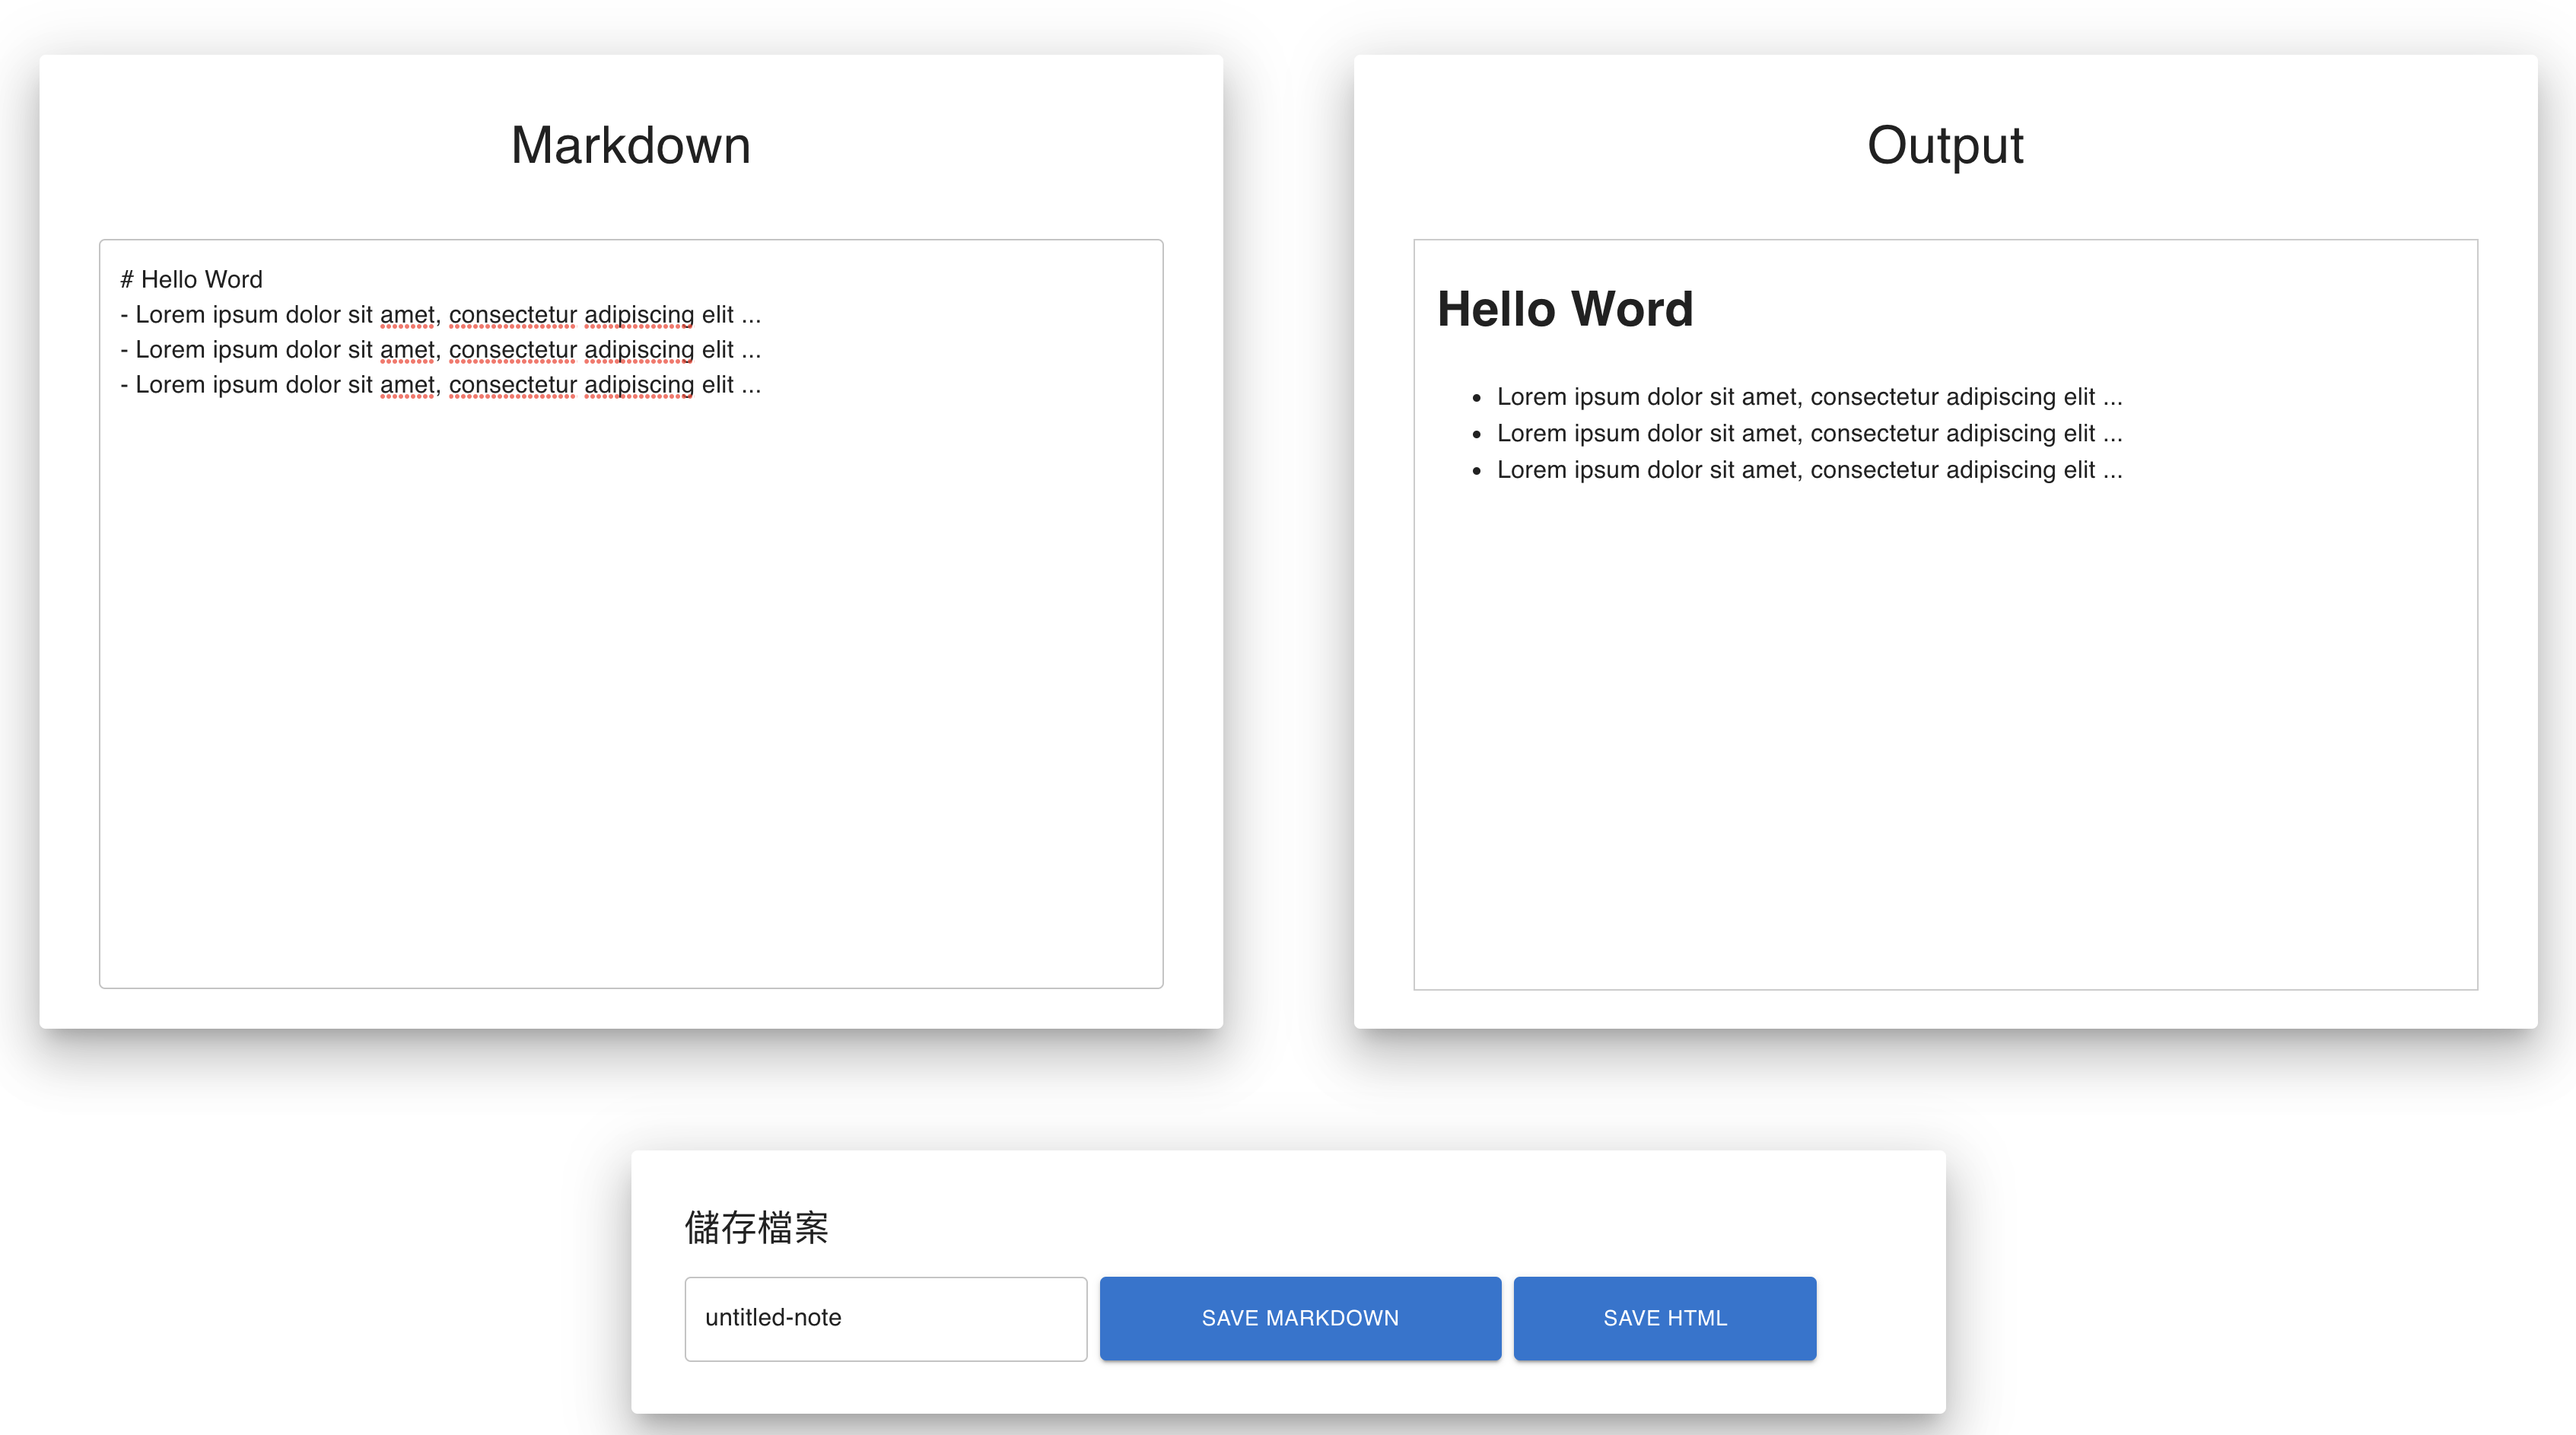 Markdown
# Hello Word
- Lorem ipsum dolor sit amet, consectetur adipiscing elit ...
- Lorem ipsum dolor sit amet, consectetur adipiscing elit ...
- Lorem ipsum dolor sit amet, consectetur adipiscing elit ...
Output
Hello Word
• Lorem ipsum dolor sit amet, consectetur adipiscing elit ...
• Lorem ipsum dolor sit amet, consectetur adipiscing elit ...
• Lorem ipsum dolor sit amet, consectetur adipiscing elit ...
儲存檔案
untitled-note
SAVE MARKDOWN
SAVE HTML